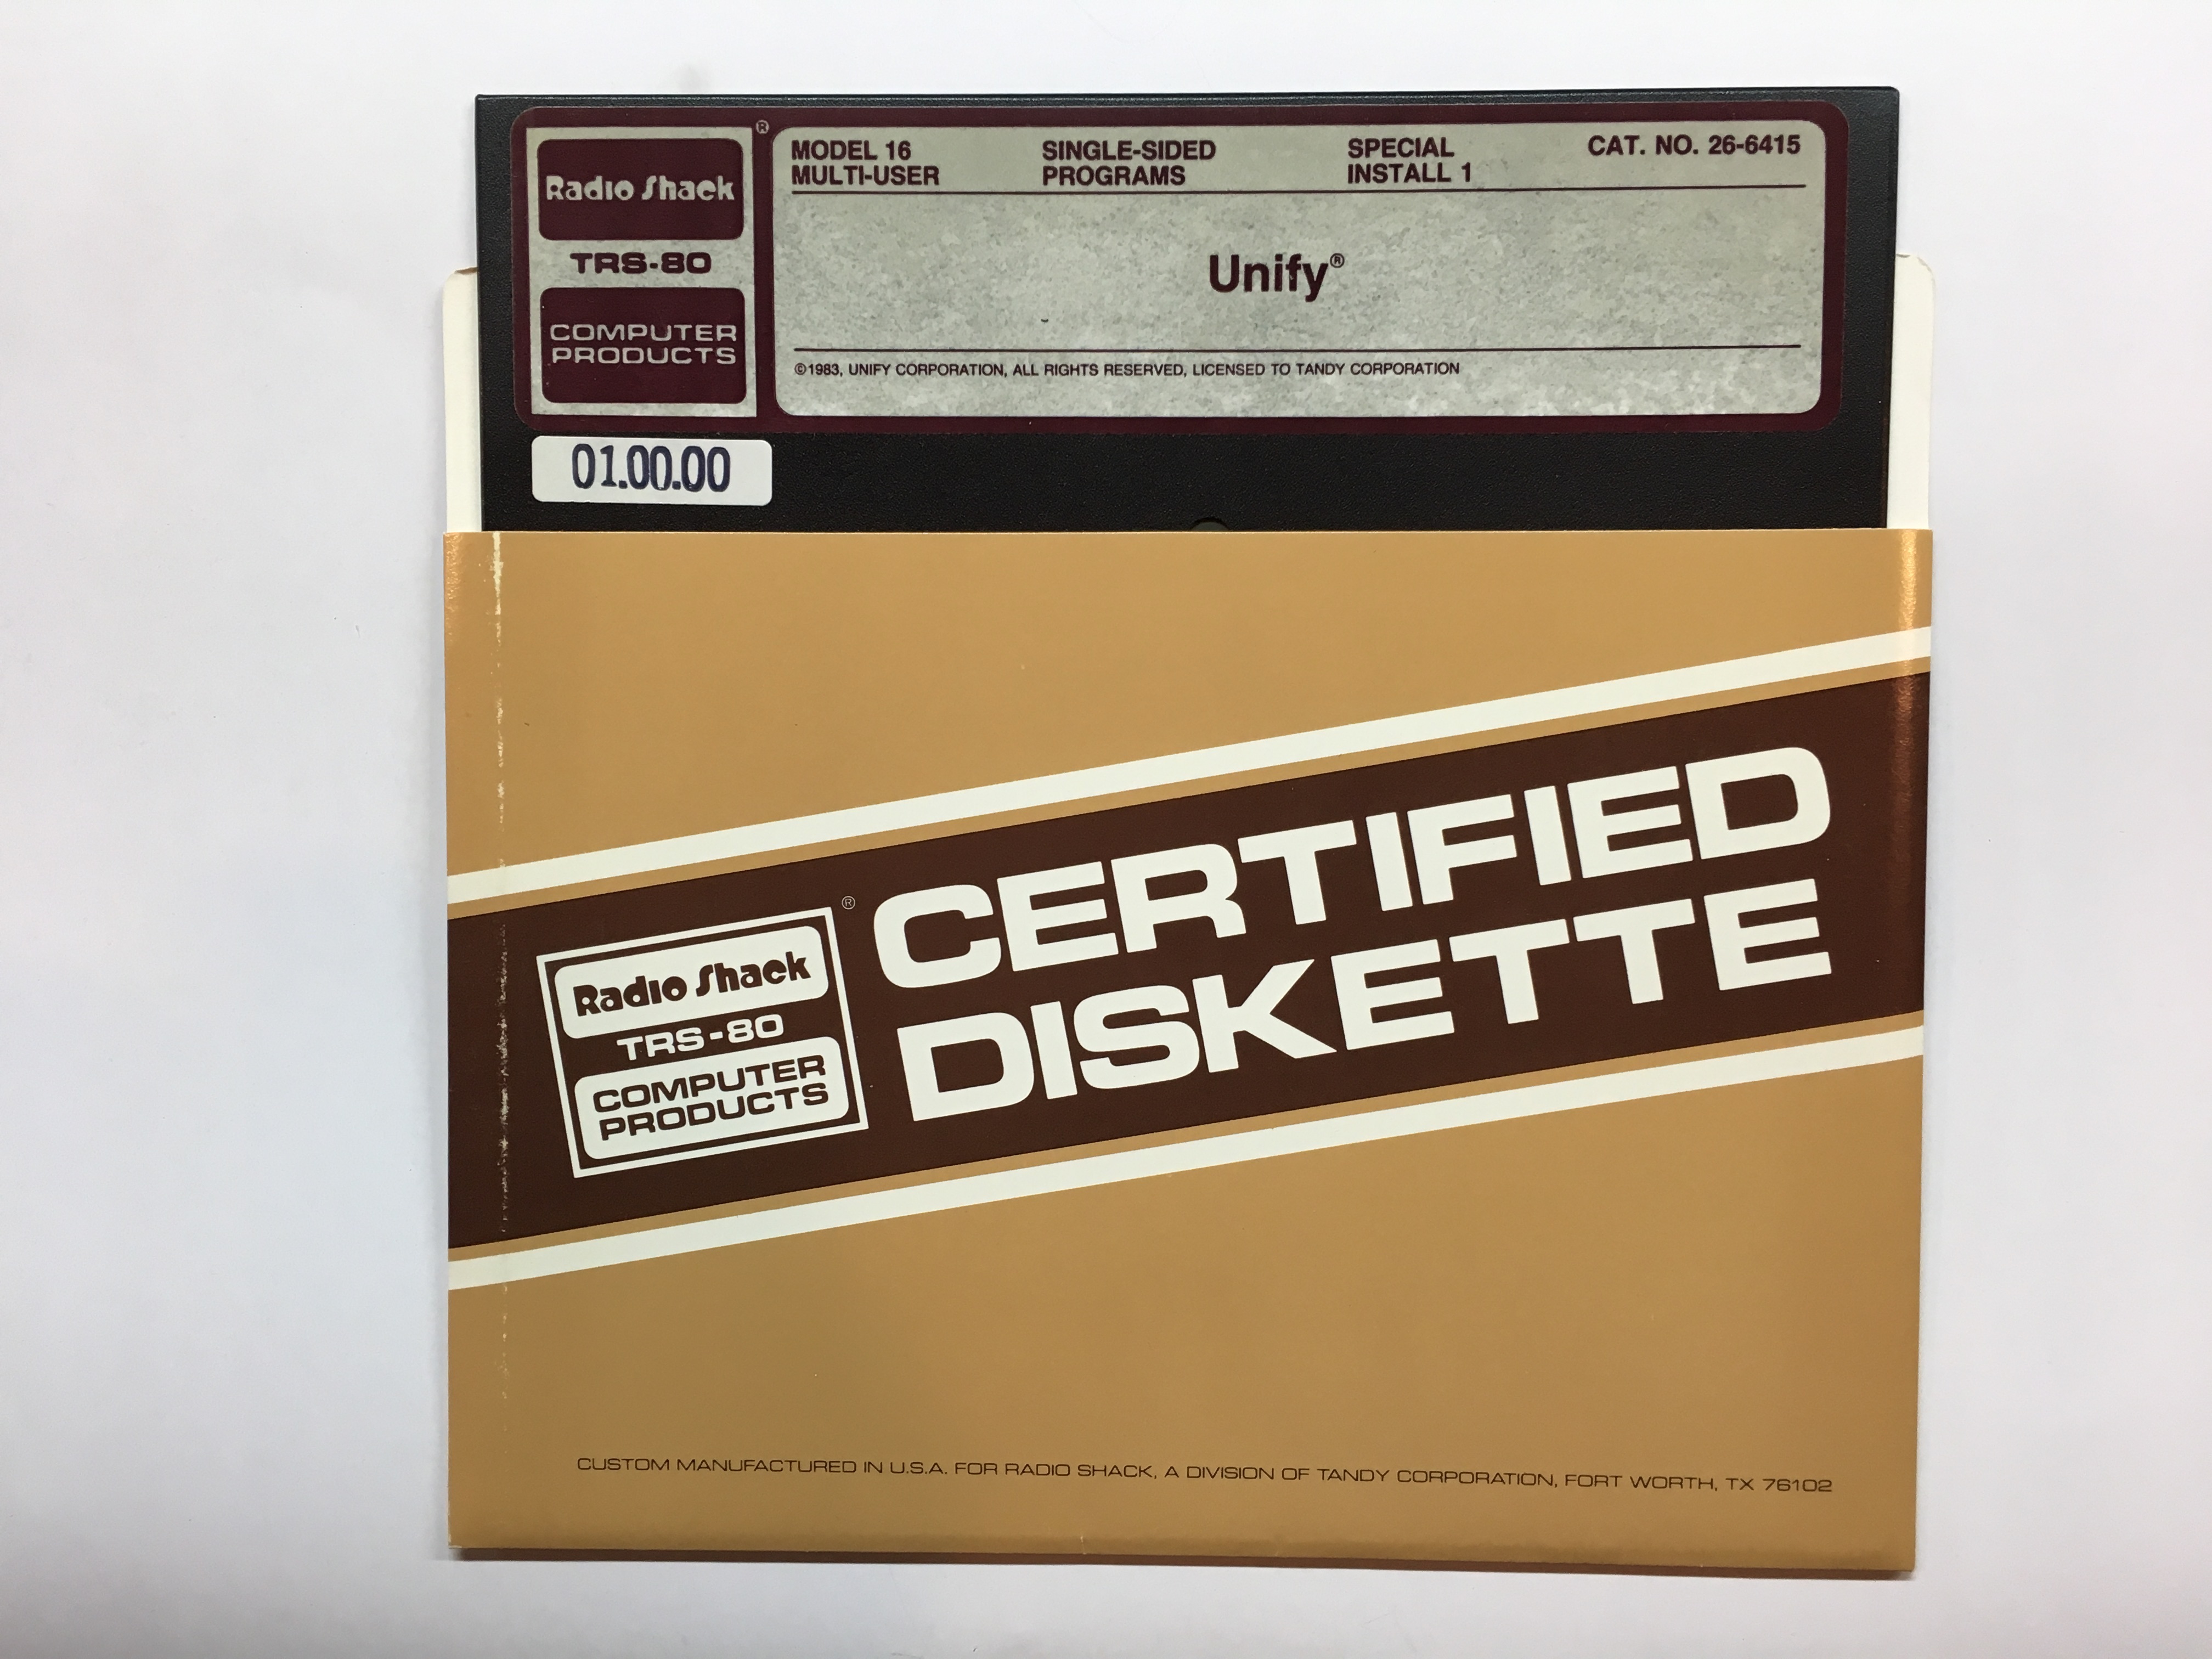 Radio Shack ®
TRS-80
COMPUTER
PRODUCTS
MODEL 16 SINGLE-SIDED SPECIAL CAT. NO. 26-6415
MULTI-USER PROGRAMS INSTALL 1
Unify®
©1983, UNIFY CORPORATION, ALL RIGHTS RESERVED, LICENSED TO TANDY CORPORATION
01.00.00
Radio Shack ®
TRS-80
COMPUTER
PRODUCTS
CERTIFIED
DISKETTE
CUSTOM MANUFACTURED IN U.S.A. FOR RADIO SHACK, A DIVISION OF TANDY CORPORATION, FORT WORTH, TX 76102